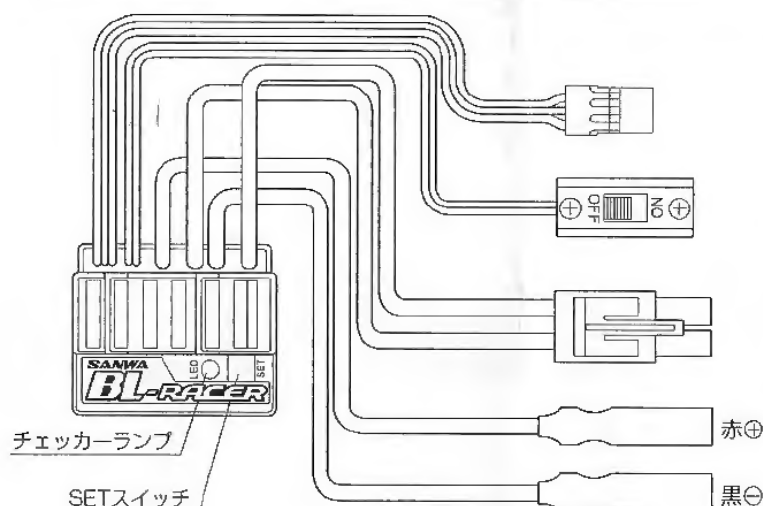 OFF
ON
SANWA
LED
SET
BL-RACER
チェッカーランプ
赤⊕
SETスイッチ
黒⊖